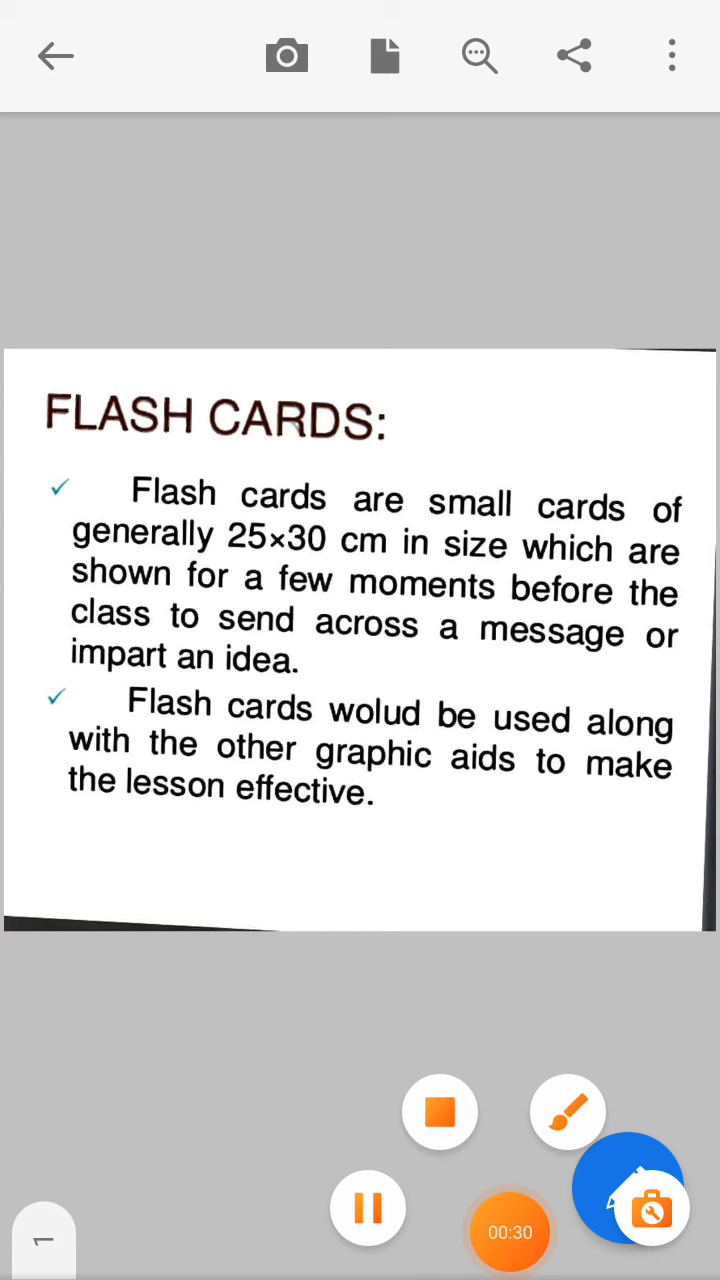 FLASH CARDS:
✓ Flash cards are small cards of
generally 25×30 cm in size which are
shown for a few moments before the
class to send across a message or
impart an idea.
✓ Flash cards wolud be used along
with the other graphic aids to make
the lesson effective.
00:30
1